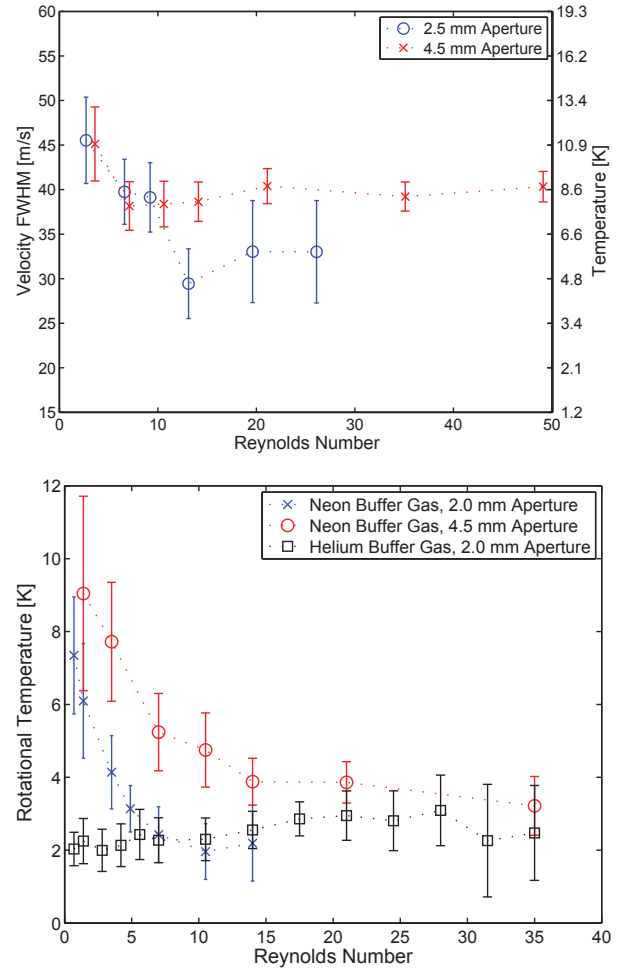 2.5 mm Aperture
4.5 mm Aperture
60
55
50
45
40
35
30
25
20
15
Velocity FWHM [m/s]
19.3
16.2
13.4
10.9
8.6
6.6
4.8
3.4
2.1
1.2
Temperature [K]
0 10 20 30 40 50
Reynolds Number
Neon Buffer Gas, 2.0 mm Aperture
Neon Buffer Gas, 4.5 mm Aperture
Helium Buffer Gas, 2.0 mm Aperture
12
10
8
6
4
2
0
Rotational Temperature [K]
0 5 10 15 20 25 30 35 40
Reynolds Number